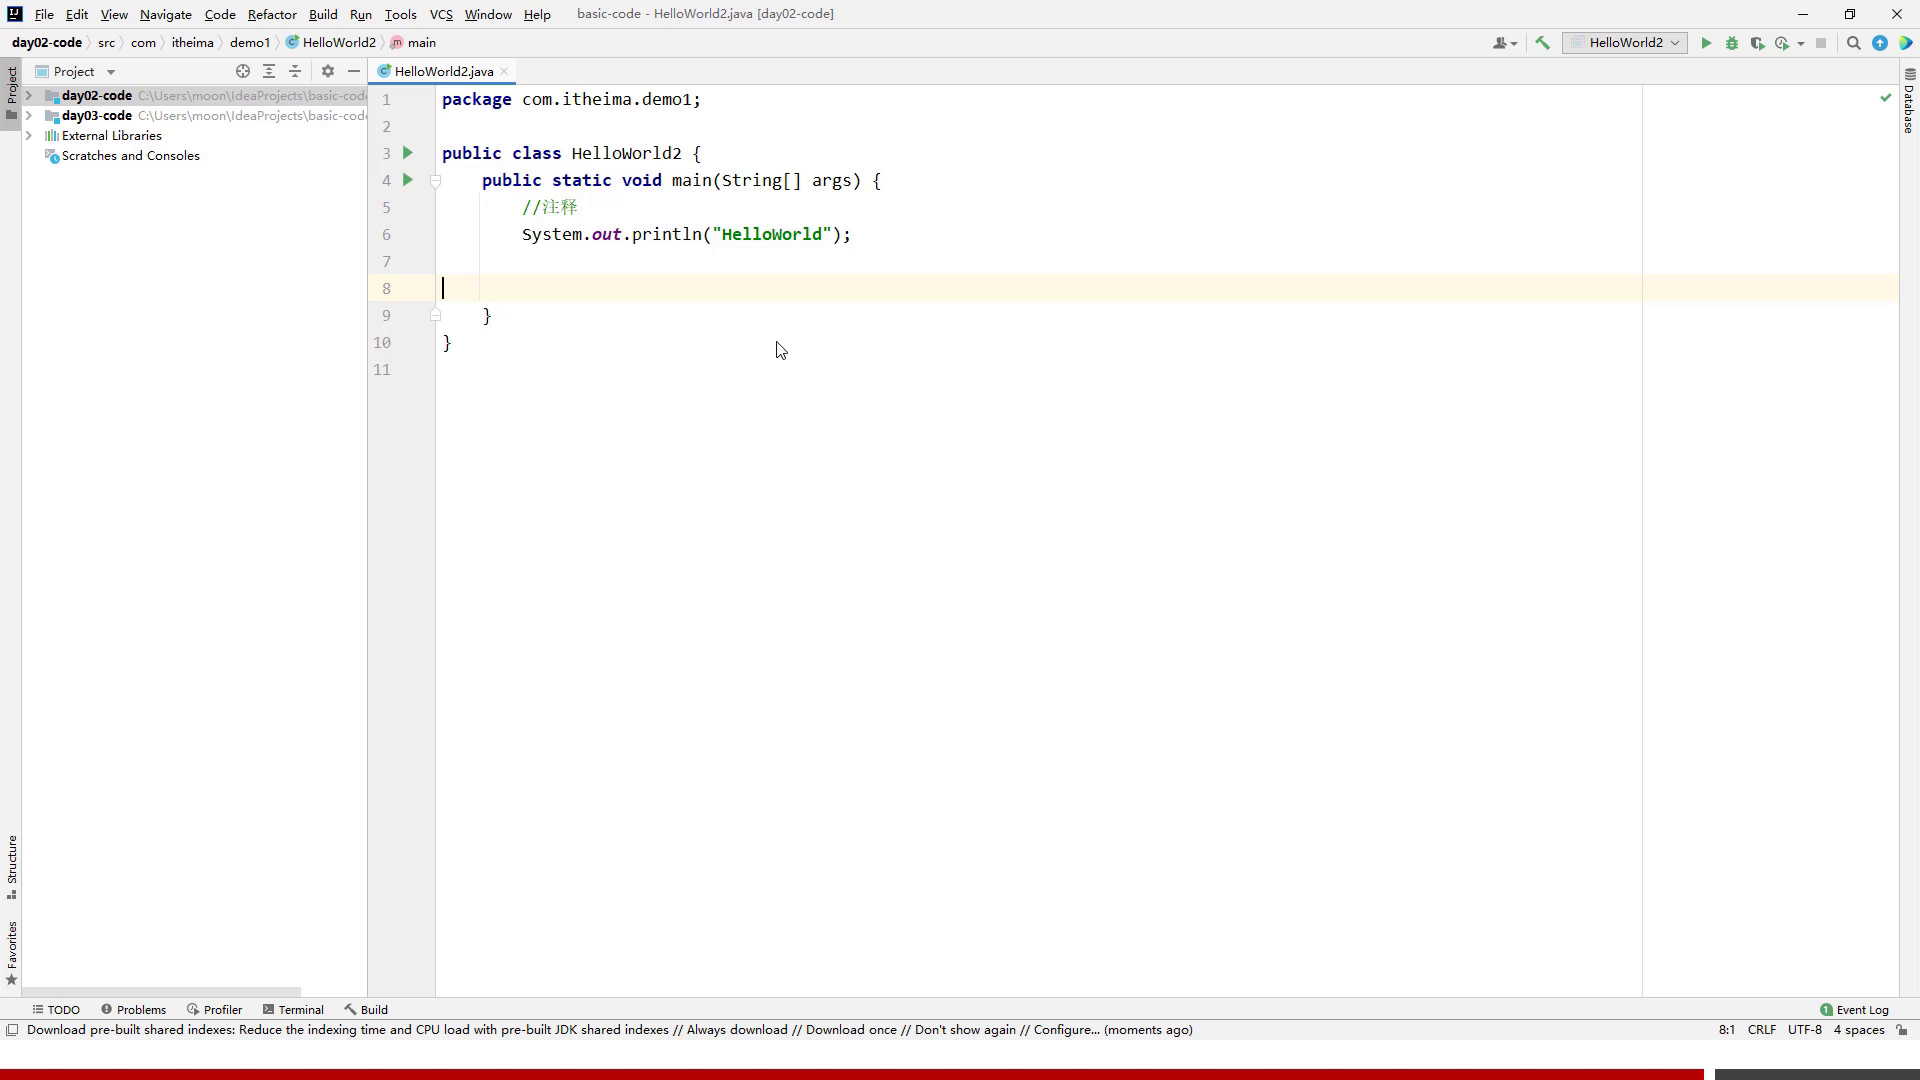 File Edit View Navigate Code Refactor Build Run Tools VCS Window Help basic-code - HelloWorld2.java [day02-code]
day02-code src com itheima demo1 HelloWorld2 main HelloWorld2
Project HelloWorld2.java
Project
day02-code C:\Users\moon\IdeaProjects\basic-code
day03-code C:\Users\moon\IdeaProjects\basic-code
External Libraries
Scratches and Consoles
1 package com.itheima.demo1;
2
3 public class HelloWorld2 {
4 public static void main(String[] args) {
5 //注释
6 System.out.println("HelloWorld");
7
8
9 }
10 }
11
Database
Structure
Favorites
TODO Problems Profiler Terminal Build 1 Event Log
Download pre-built shared indexes: Reduce the indexing time and CPU load with pre-built JDK shared indexes // Always download // Download once // Don't show again // Configure... (moments ago) 8:1 CRLF UTF-8 4 spaces